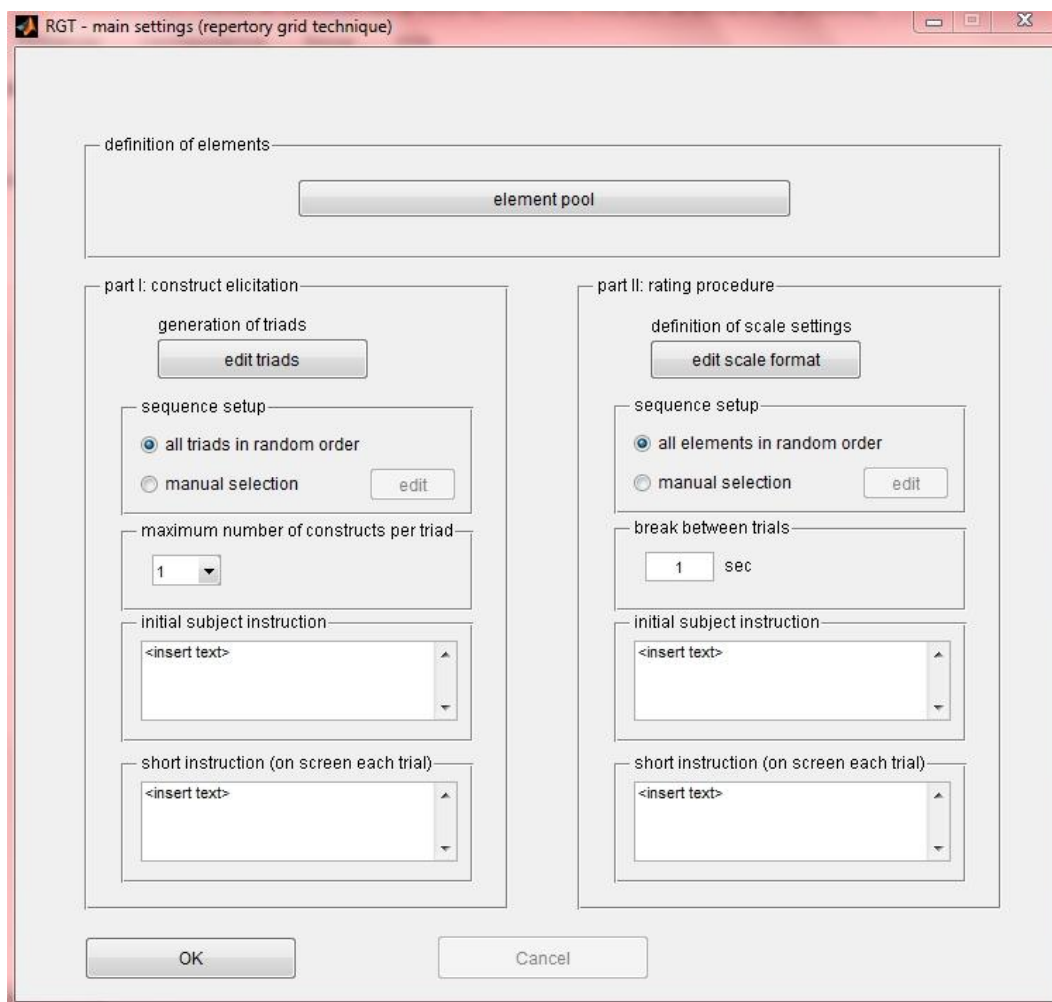 RGT - main settings (repertory grid technique)
definition of elements
element pool
part I: construct elicitation
generation of triads
edit triads
sequence setup
all triads in random order
manual selection
edit
maximum number of constructs per triad
1
initial subject instruction
<insert text>
short instruction (on screen each trial)
<insert text>
part II: rating procedure
definition of scale settings
edit scale format
sequence setup
all elements in random order
manual selection
edit
break between trials
1 sec
initial subject instruction
<insert text>
short instruction (on screen each trial)
<insert text>
OK
Cancel